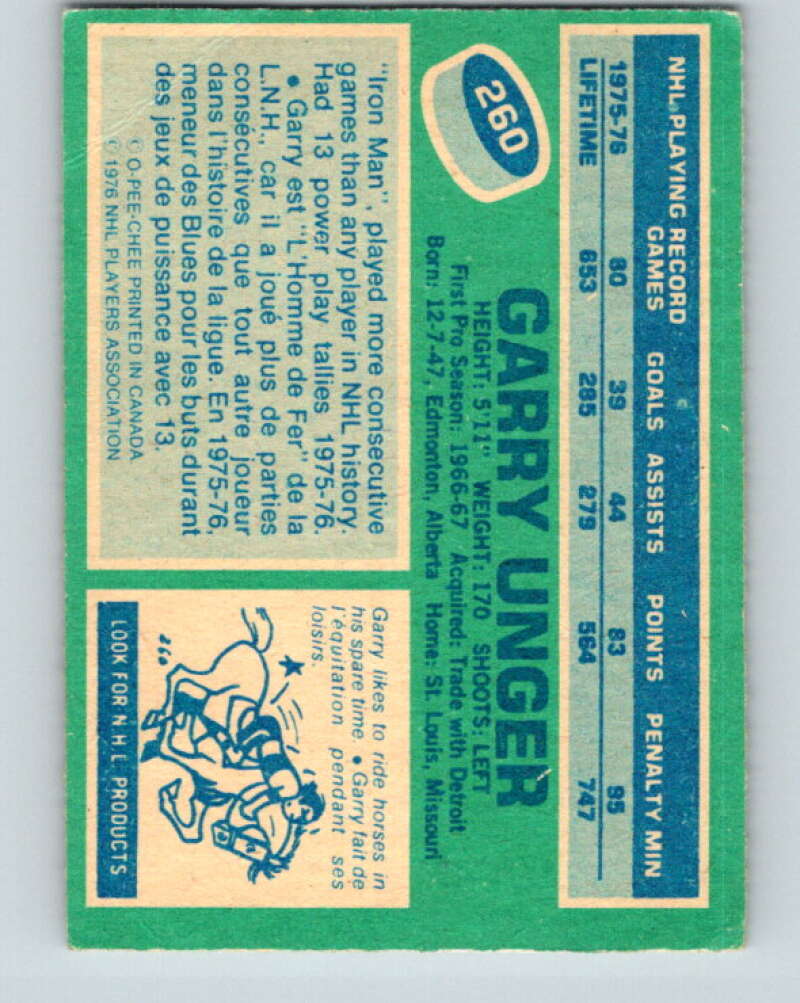 NHL PLAYING RECORD
GAMES GOALS ASSISTS POINTS PENALTY MIN
1975-76 80 39 44 83 95
LIFETIME 653 285 279 564 747
260
GARRY UNGER
HEIGHT: 5'11" WEIGHT: 170 SHOOTS: LEFT
First Pro Season: 1966-67 Acquired: Trade with Detroit
Born: 12-7-47, Edmonton, Alberta Home: St. Louis, Missouri
"Iron Man", played more consecutive
games than any player in NHL history.
Had 13 power play tallies 1975-76.
• Garry est "L'Homme de Fer" de la
L.N.H., car il a joué plus de parties
consécutives que tout autre joueur
dans l'histoire de la ligue. En 1975-76,
meneur des Blues pour les buts durant
des jeux de puissance avec 13.
© O-PEE-CHEE PRINTED IN CANADA
© 1976 NHL PLAYERS ASSOCIATION
Garry likes to ride horses in
his spare time. • Garry fait de
l'équitation pendant ses
loisirs.
LOOK FOR N H L PRODUCTS